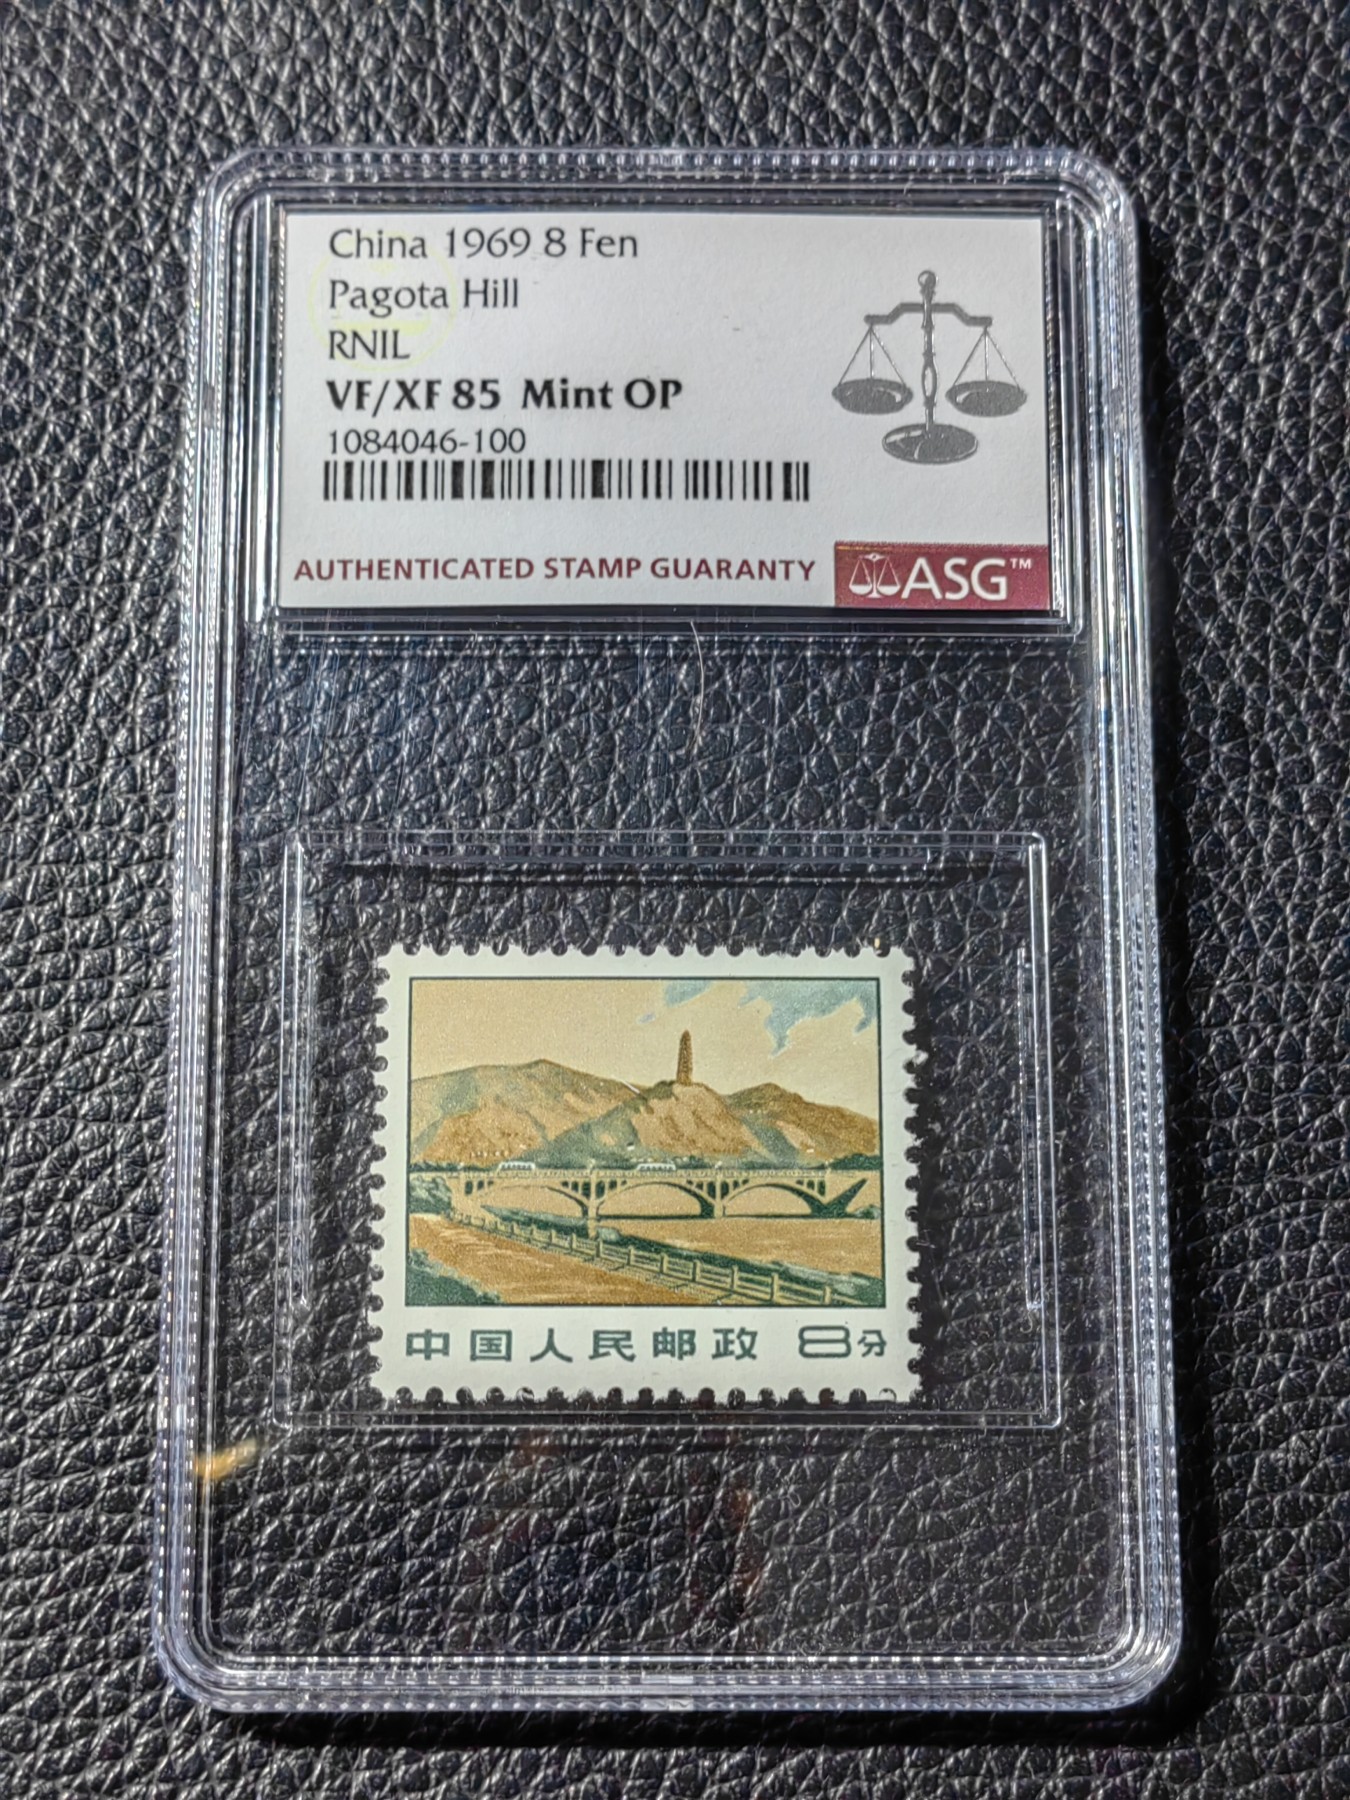 China 1969 8 Fen
Pagota Hill
RNIL
VF/XF 85 Mint OP
1084046-100
AUTHENTICATED STAMP GUARANTY
ASG™
中国人民邮政 8分